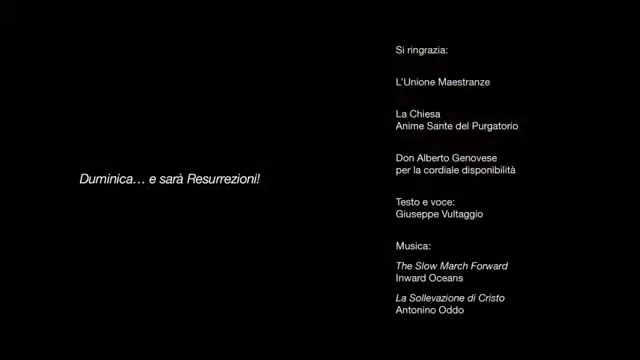 Duminica… e sarà Resurrezioni!
Si ringrazia:
L'Unione Maestranze
La Chiesa
Anime Sante del Purgatorio
Don Alberto Genovese
per la cordiale disponibilità
Testo e voce:
Giuseppe Vultaggio
Musica:
The Slow March Forward
Inward Oceans
La Sollevazione di Cristo
Antonino Oddo